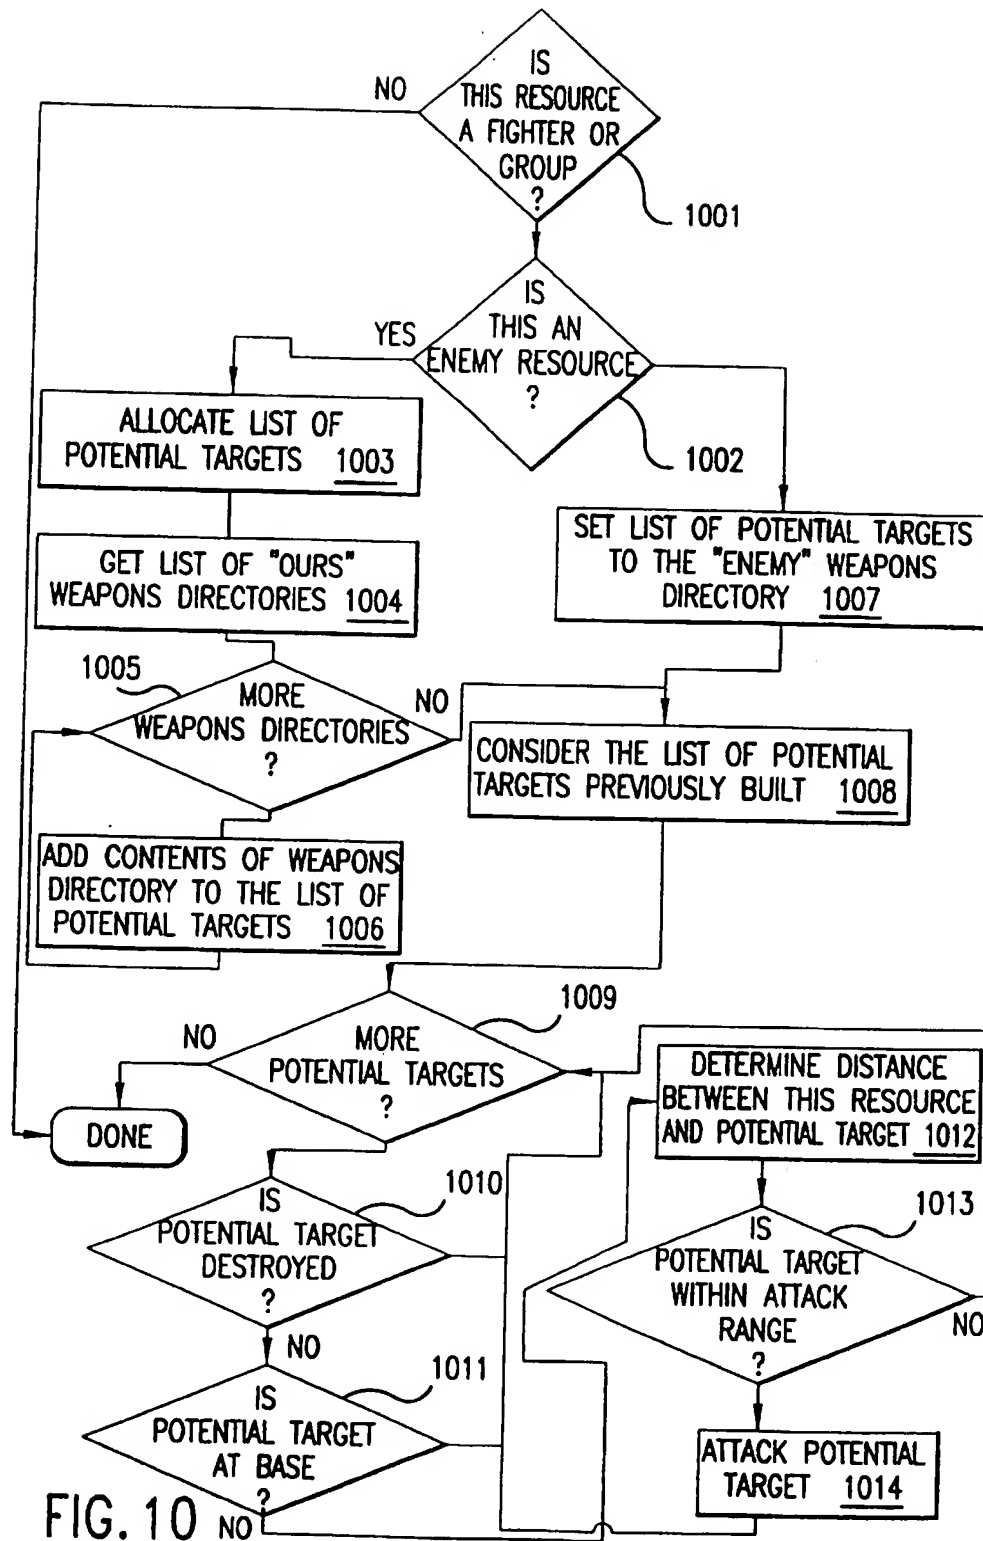 IS
THIS RESOURCE
A FIGHTER OR
GROUP
?
NO
1001
IS
THIS AN
ENEMY RESOURCE
?
YES
1002
ALLOCATE LIST OF
POTENTIAL TARGETS 1003
GET LIST OF "OURS"
WEAPONS DIRECTORIES 1004
SET LIST OF POTENTIAL TARGETS
TO THE "ENEMY" WEAPONS
DIRECTORY 1007
1005
MORE
WEAPONS DIRECTORIES
?
NO
CONSIDER THE LIST OF POTENTIAL
TARGETS PREVIOUSLY BUILT 1008
ADD CONTENTS OF WEAPONS
DIRECTORY TO THE LIST OF
POTENTIAL TARGETS 1006
1009
NO
MORE
POTENTIAL TARGETS
?
DONE
DETERMINE DISTANCE
BETWEEN THIS RESOURCE
AND POTENTIAL TARGET 1012
1010
IS
POTENTIAL TARGET
DESTROYED
?
NO
1013
IS
POTENTIAL TARGET
WITHIN ATTACK
RANGE
?
NO
1011
IS
POTENTIAL TARGET
AT BASE
?
NO
ATTACK POTENTIAL
TARGET 1014
FIG. 10